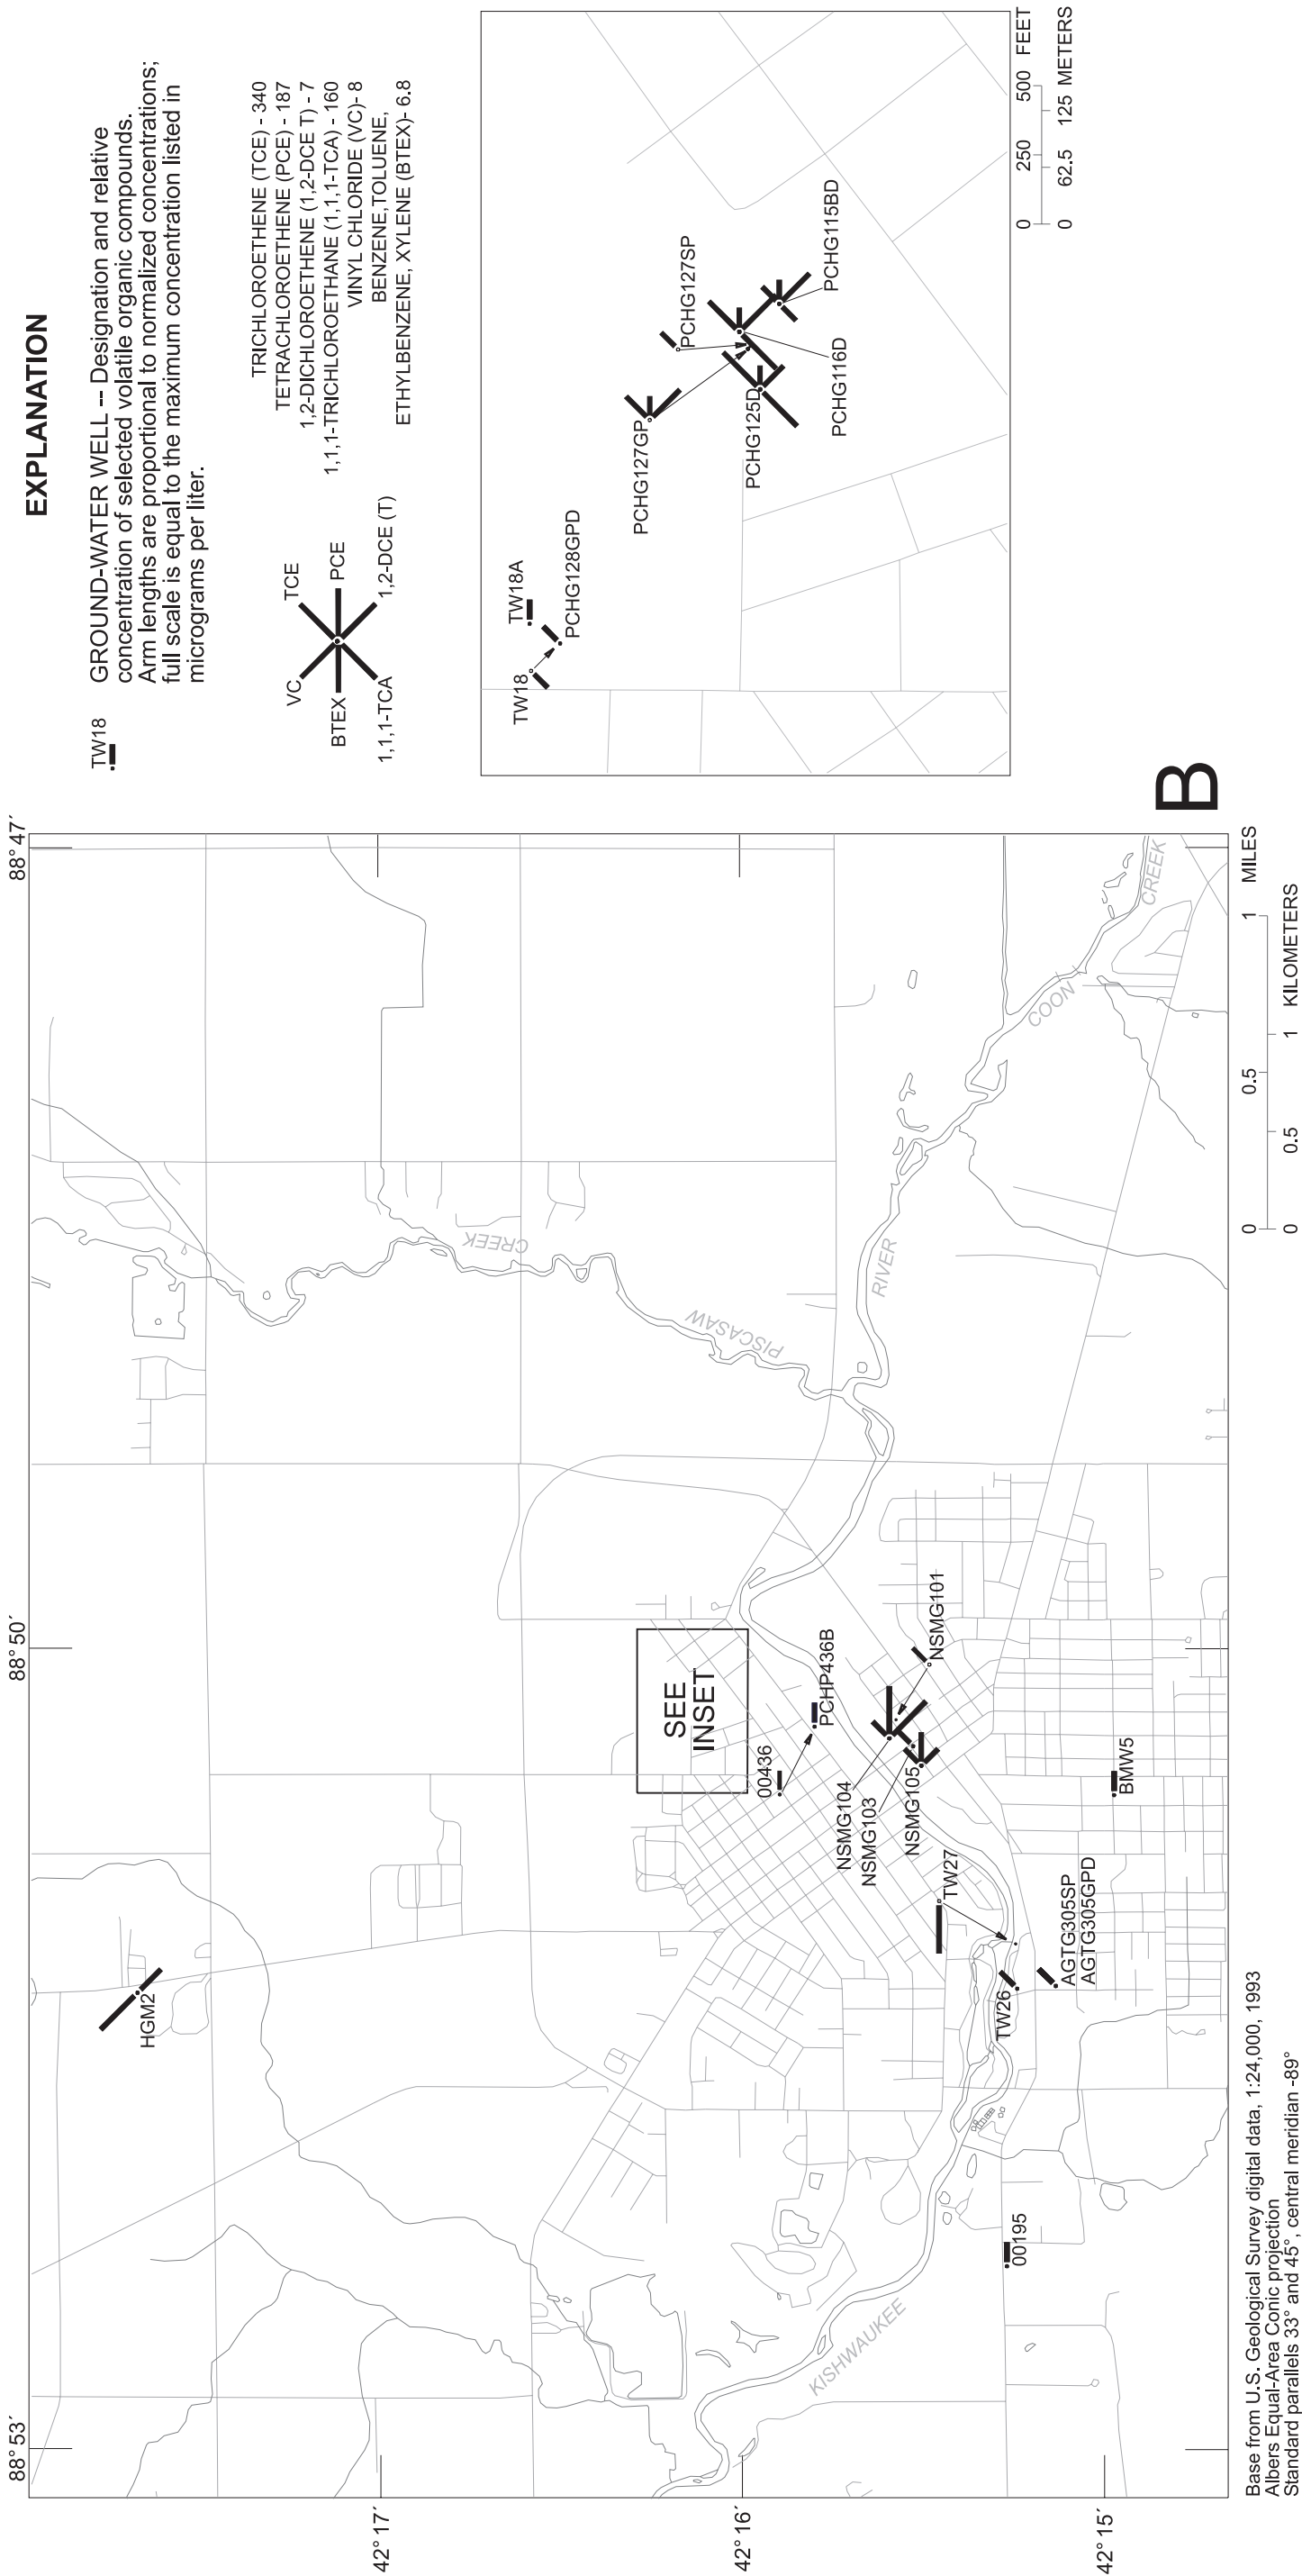 EXPLANATION
TW18
GROUND-WATER WELL -- Designation and relative
concentration of selected volatile organic compounds.
Arm lengths are proportional to normalized concentrations;
full scale is equal to the maximum concentration listed in
micrograms per liter.
VC
TCE
BTEX
PCE
1,1,1-TCA
1,2-DCE (T)
TRICHLOROETHENE (TCE) - 340
TETRACHLOROETHENE (PCE) - 187
1,2-DICHLOROETHENE (1,2-DCE T) - 7
1,1,1-TRICHLOROETHANE (1,1,1-TCA) - 160
VINYL CHLORIDE (VC)- 8
BENZENE,TOLUENE,
ETHYLBENZENE, XYLENE (BTEX)- 6.8
TW18
TW18A
PCHG128GPD
PCHG127GP
PCHG127SP
PCHG125D
PCHG116D
PCHG115BD
0 250 500 FEET
0 62.5 125 METERS
B
88° 53´
88° 50´
88° 47´
42° 17´
42° 16´
42° 15´
HGM2
CREEK
PISCASAW
SEE
INSET
00436
PCHP436B
RIVER
NSMG104
NSMG103
NSMG105
NSMG101
TW27
TW26
AGTG305SP
AGTG305GPD
BMW5
00195
KISHWAUKEE
COON
CREEK
0 0.5 1 MILES
0 0.5 1 KILOMETERS
Base from U.S. Geological Survey digital data, 1:24,000, 1993
Albers Equal-Area Conic projection
Standard parallels 33° and 45°, central meridian -89°